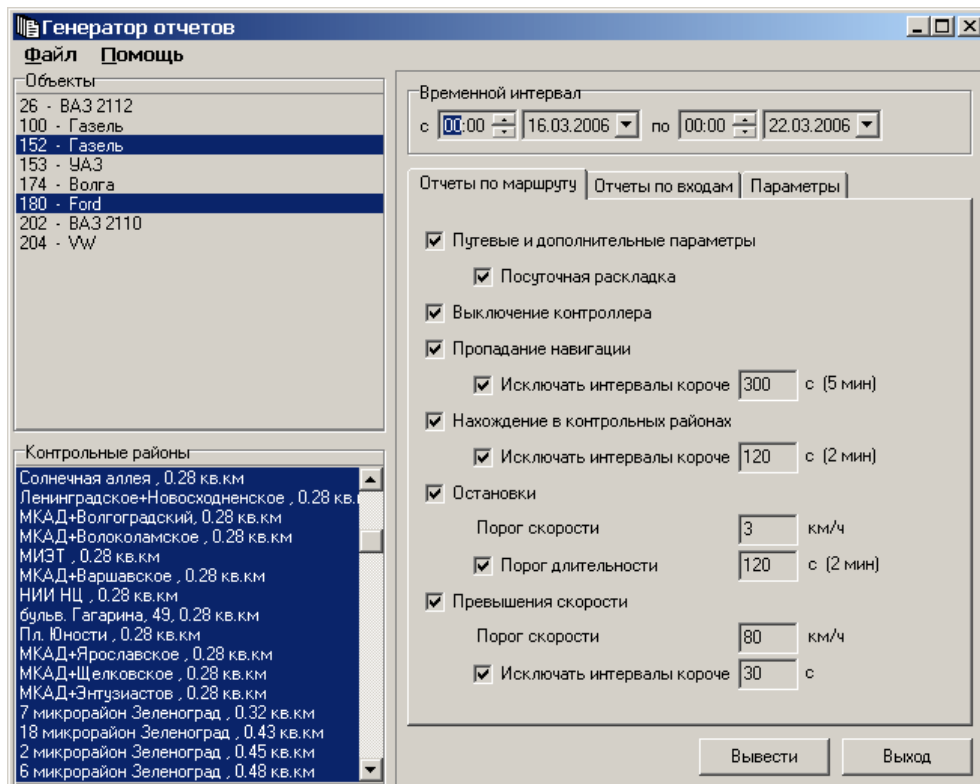 Генератор отчетов
Файл Помощь
Объекты
26 - ВАЗ 2112
100 - Газель
152 - Газель
153 - УАЗ
174 - Волга
180 - Ford
202 - ВАЗ 2110
204 - VW
Контрольные районы
Солнечная аллея , 0.28 кв.км
Ленинградское+Новосходненское , 0.28 кв.
МКАД+Волгоградский, 0.28 кв.км
МКАД+Волоколамское , 0.28 кв.км
МИЭТ , 0.28 кв.км
МКАД+Варшавское , 0.28 кв.км
НИИ НЦ , 0.28 кв.км
бульв. Гагарина, 49, 0.28 кв.км
Пл. Юности , 0.28 кв.км
МКАД+Ярославское , 0.28 кв.км
МКАД+Щелковское , 0.28 кв.км
МКАД+Энтузиастов , 0.28 кв.км
7 микрорайон Зеленоград , 0.32 кв.км
18 микрорайон Зеленоград , 0.43 кв.км
2 микрорайон Зеленоград , 0.45 кв.км
6 микрорайон Зеленоград , 0.48 кв.км
Временной интервал
с 00:00 16.03.2006 по 00:00 22.03.2006
Отчеты по маршруту Отчеты по входам Параметры
Путевые и дополнительные параметры
Посуточная раскладка
Выключение контроллера
Пропадание навигации
Исключать интервалы короче 300 с (5 мин)
Нахождение в контрольных районах
Исключать интервалы короче 120 с (2 мин)
Остановки
Порог скорости 3 км/ч
Порог длительности 120 с (2 мин)
Превышения скорости
Порог скорости 80 км/ч
Исключать интервалы короче 30 с
Вывести Выход